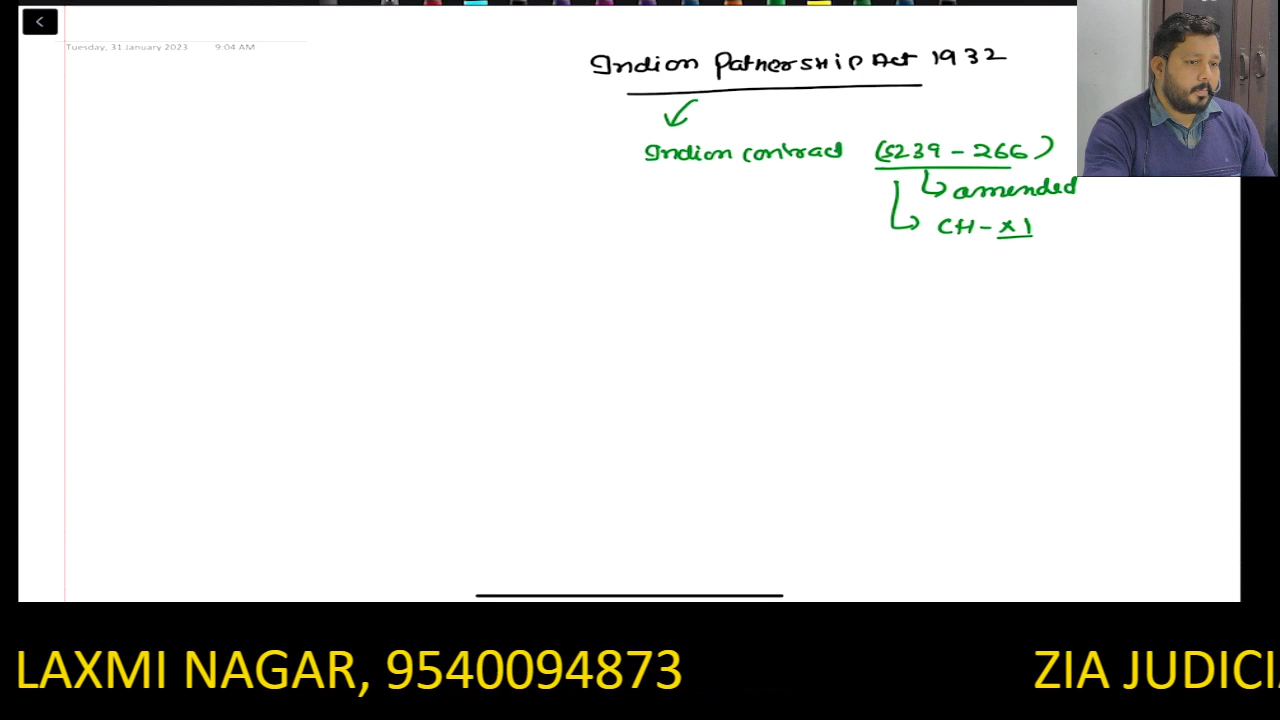 Tuesday, 31 January 2023 9:04 AM
Indian Patnership Act 1932
Indian contract (S239 - 266)
amended
CH - XI
LAXMI NAGAR, 9540094873 ZIA JUDICI